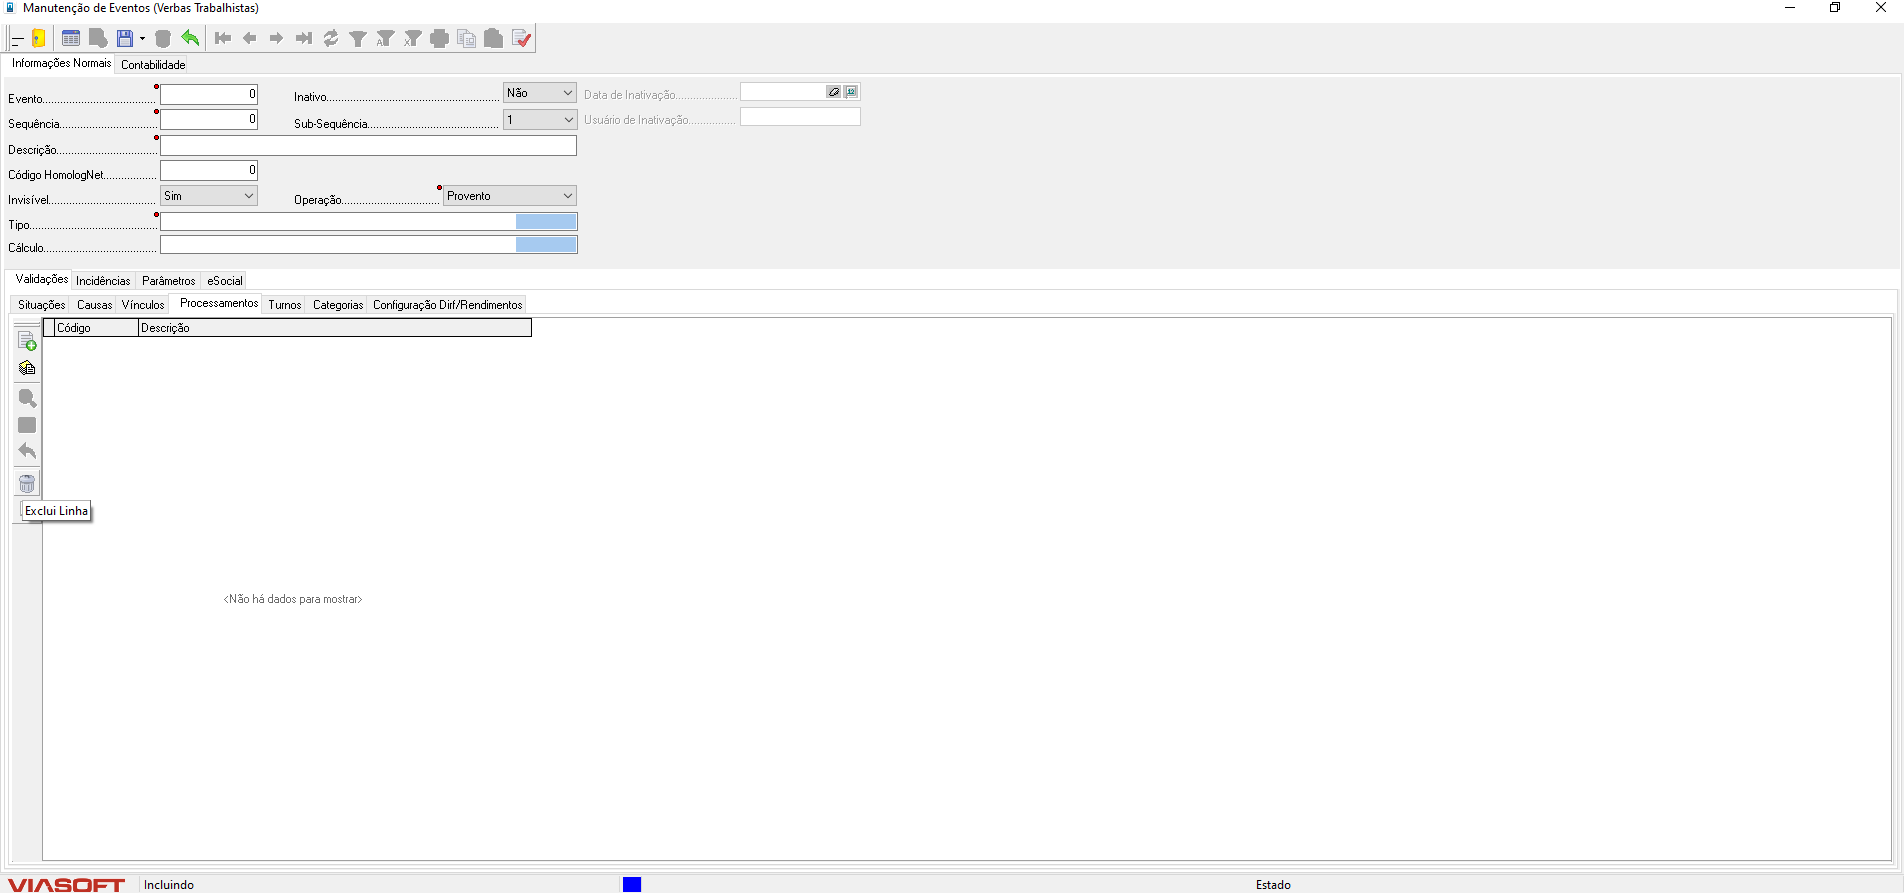 Manutenção de Eventos (Verbas Trabalhistas)
Informações Normais Contabilidade
Evento 0 Inativo Não Data de Inativação
Sequência 0 Sub-Sequência 1 Usuário de Inativação
Descrição
Código HomologNet 0
Invisível Sim Operação Provento
Tipo
Cálculo
Validações Incidências Parâmetros eSocial
Situações Causas Vínculos Processamentos Turnos Categorias Configuração Dirf/Rendimentos
Código Descrição
Exclui Linha
<Não há dados para mostrar>
VIASOFT Incluindo Estado